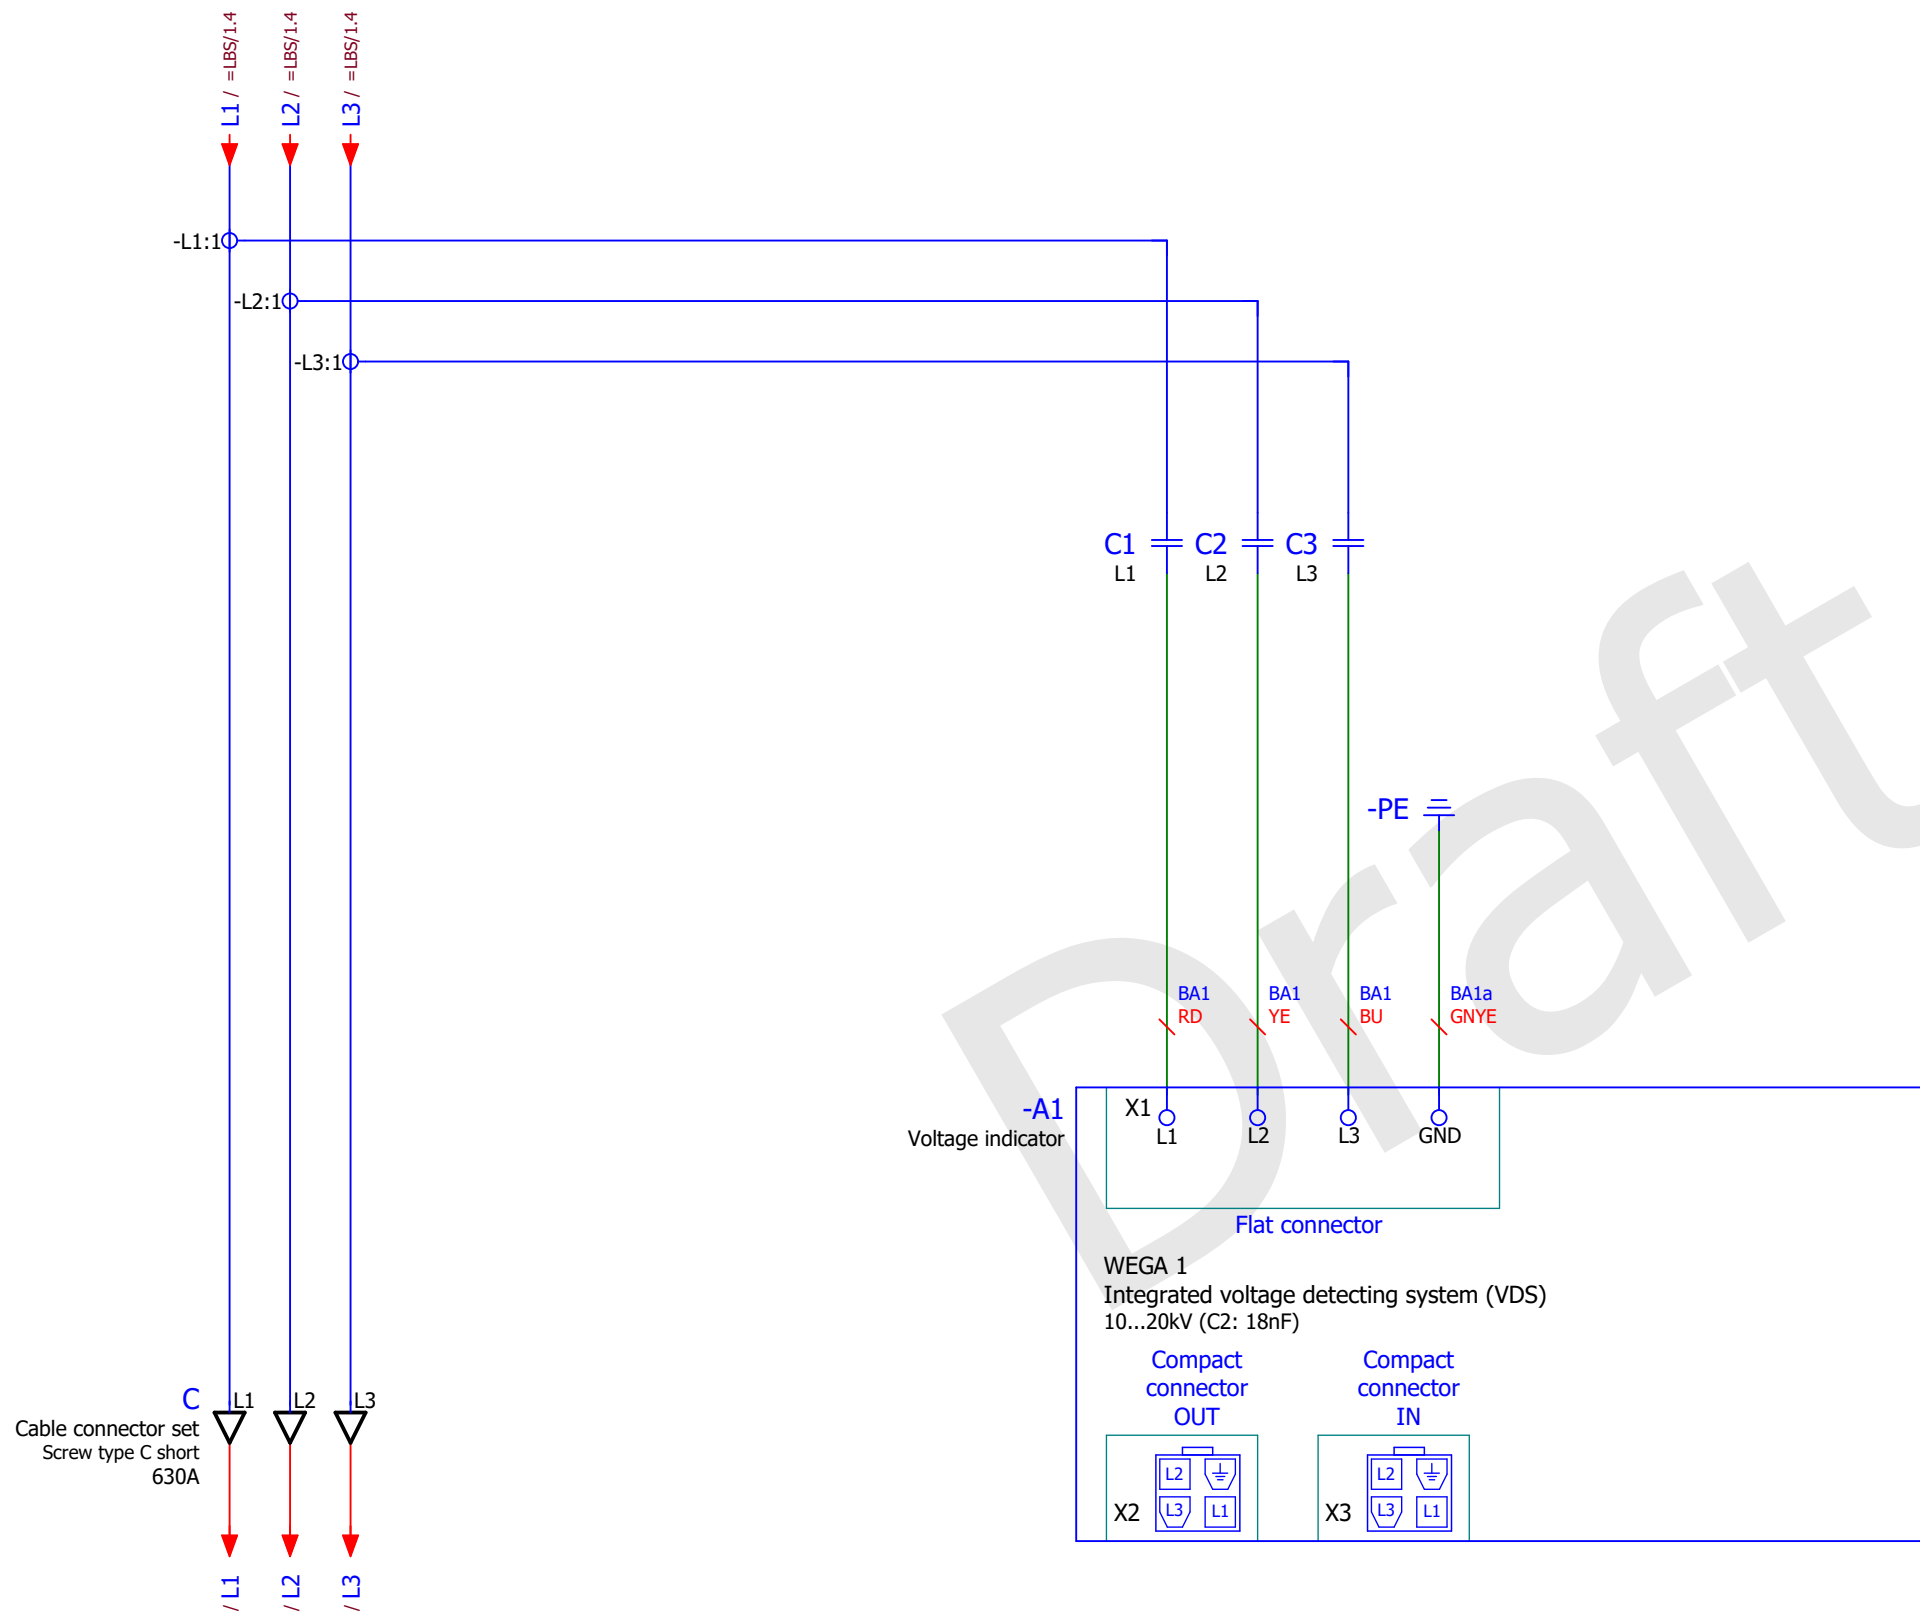 L1 / =LBS/1.4
L2 / =LBS/1.4
L3 / =LBS/1.4
-L1:1
-L2:1
-L3:1
C1
L1
C2
L2
C3
L3
-PE
BA1
RD
BA1
YE
BA1
BU
BA1a
GNYE
-A1
Voltage indicator
X1
L1
L2
L3
GND
Flat connector
WEGA 1
Integrated voltage detecting system (VDS)
10...20kV (C2: 18nF)
Compact
connector
OUT
Compact
connector
IN
X2
L2
L3
L1
X3
L2
L3
L1
C
L1
L2
L3
Cable connector set
Screw type C short
630A
/ L1
/ L2
/ L3
Draft